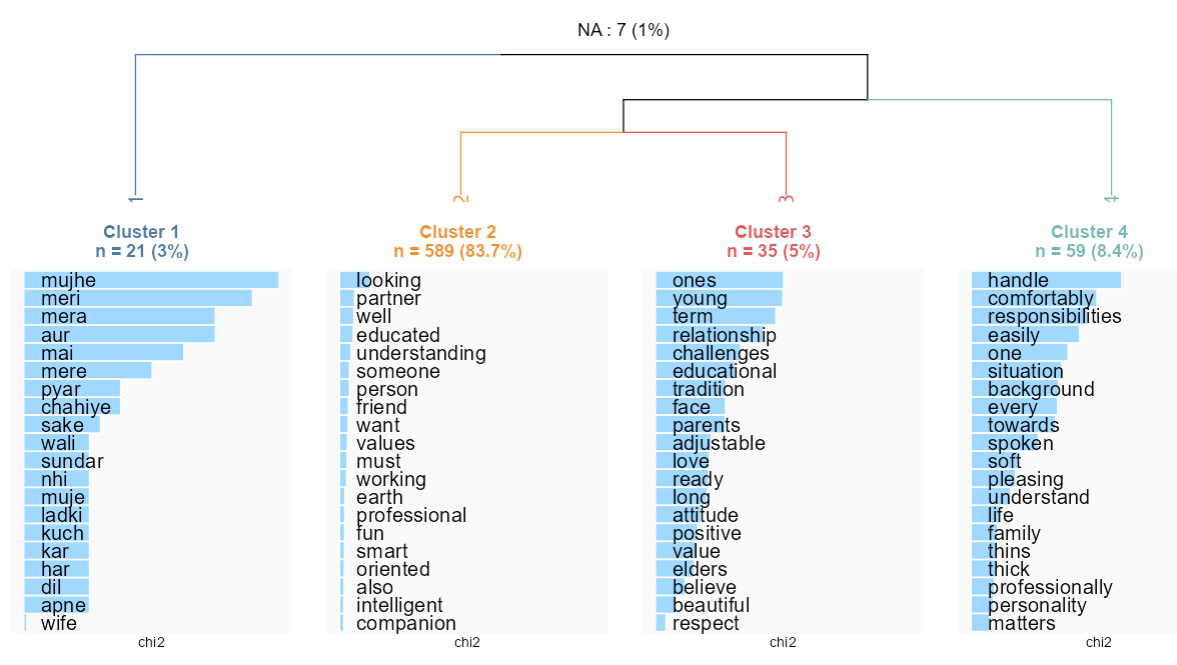 NA : 7 (1%)
1
2
3
4
Cluster 1
n = 21 (3%)
mujhe
meri
mera
aur
mai
mere
pyar
chahiye
sake
wali
sundar
nhi
muje
ladki
kuch
kar
har
dil
apne
wife
chi2
Cluster 2
n = 589 (83.7%)
looking
partner
well
educated
understanding
someone
person
friend
want
values
must
working
earth
professional
fun
smart
oriented
also
intelligent
companion
chi2
Cluster 3
n = 35 (5%)
ones
young
term
relationship
challenges
educational
tradition
face
parents
adjustable
love
ready
long
attitude
positive
value
elders
believe
beautiful
respect
chi2
Cluster 4
n = 59 (8.4%)
handle
comfortably
responsibilities
easily
one
situation
background
every
towards
spoken
soft
pleasing
understand
life
family
thins
thick
professionally
personality
matters
chi2